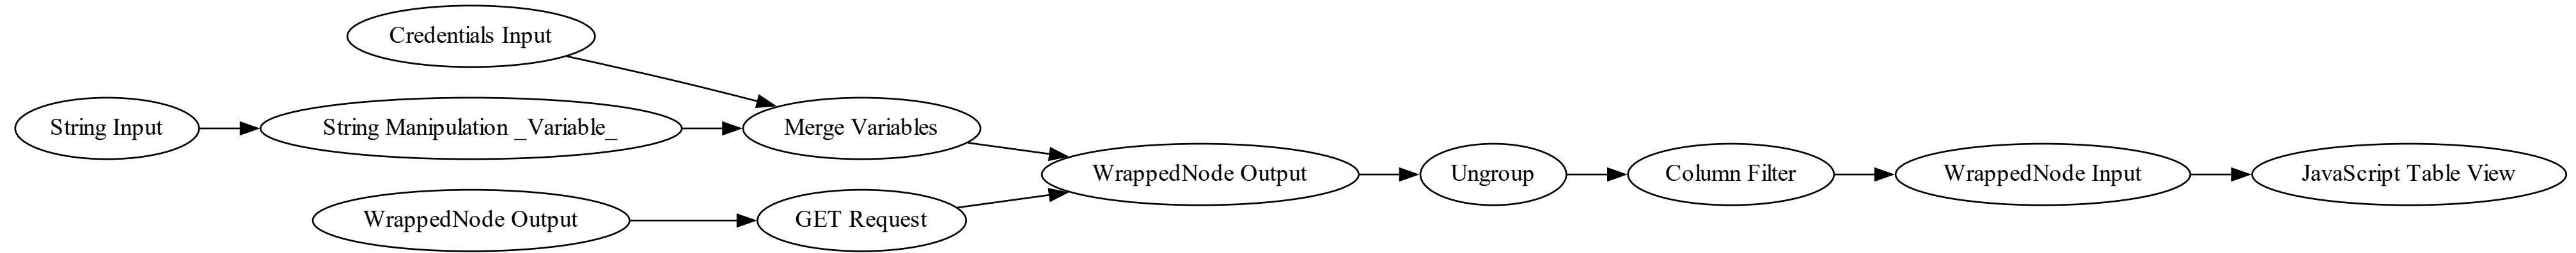 Credentials Input
String Input
String Manipulation _Variable_
Merge Variables
WrappedNode Output
GET Request
WrappedNode Output
Ungroup
Column Filter
WrappedNode Input
JavaScript Table View